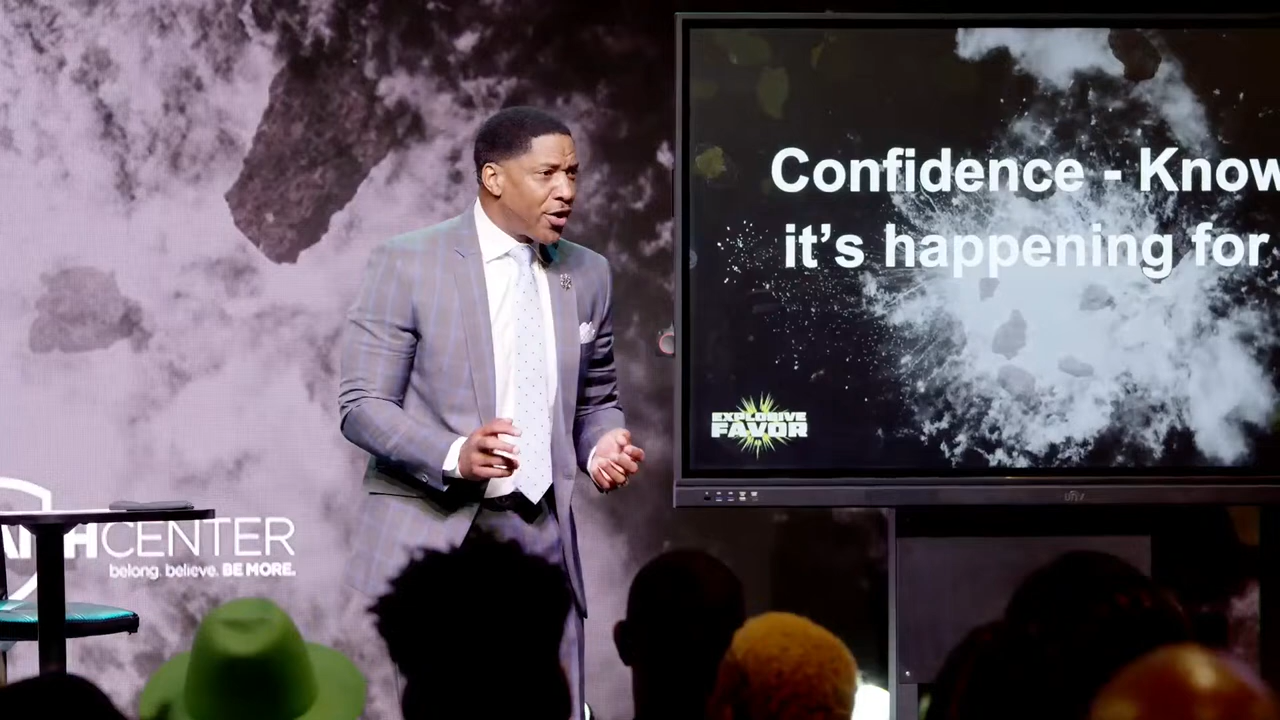 Confidence - Know
it's happening for
EXPLOSIVE
FAVOR
CENTER
belong. believe. BE MORE.